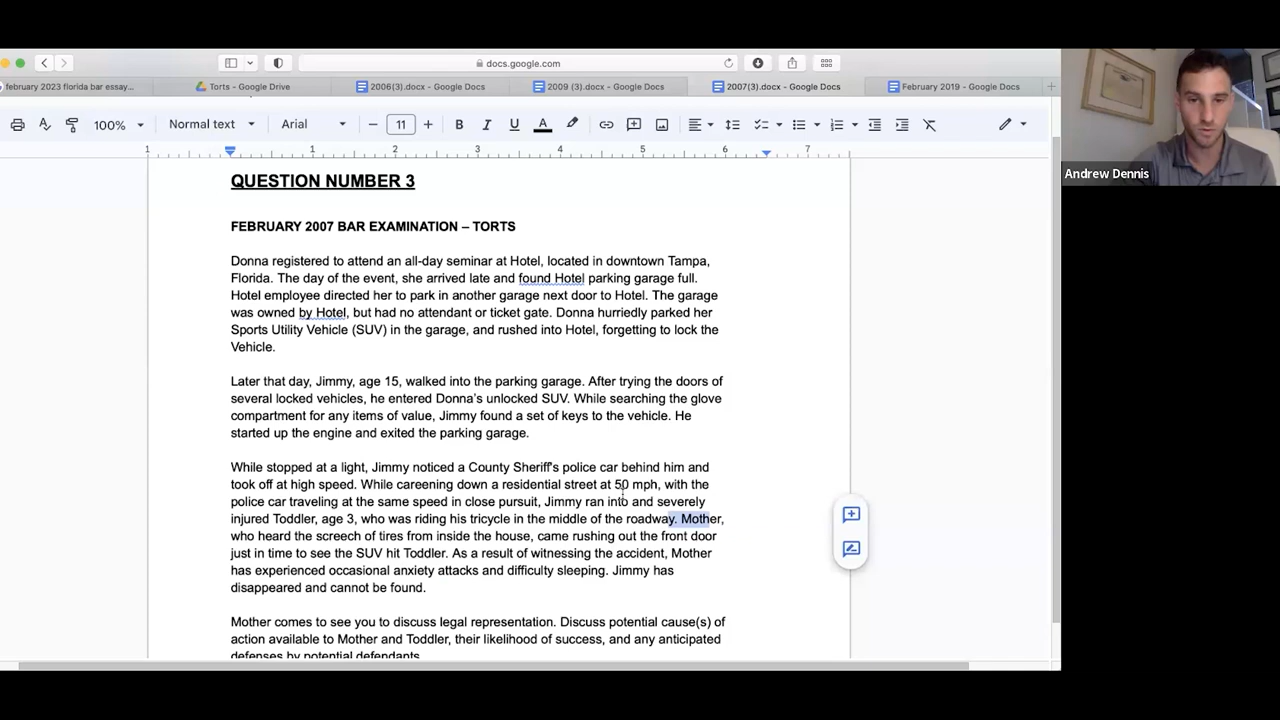 docs.google.com
february 2023 florida bar essay...
Torts - Google Drive
2006(3).docx - Google Docs
2009 (3).docx - Google Docs
2007(3).docx - Google Docs
February 2019 - Google Docs
100%
Normal text
Arial
11
1 1 2 3 4 5 6 7
QUESTION NUMBER 3
FEBRUARY 2007 BAR EXAMINATION – TORTS
Donna registered to attend an all-day seminar at Hotel, located in downtown Tampa,
Florida. The day of the event, she arrived late and found Hotel parking garage full.
Hotel employee directed her to park in another garage next door to Hotel. The garage
was owned by Hotel, but had no attendant or ticket gate. Donna hurriedly parked her
Sports Utility Vehicle (SUV) in the garage, and rushed into Hotel, forgetting to lock the
Vehicle.
Later that day, Jimmy, age 15, walked into the parking garage. After trying the doors of
several locked vehicles, he entered Donna's unlocked SUV. While searching the glove
compartment for any items of value, Jimmy found a set of keys to the vehicle. He
started up the engine and exited the parking garage.
While stopped at a light, Jimmy noticed a County Sheriff's police car behind him and
took off at high speed. While careening down a residential street at 50 mph, with the
police car traveling at the same speed in close pursuit, Jimmy ran into and severely
injured Toddler, age 3, who was riding his tricycle in the middle of the roadway. Mother,
who heard the screech of tires from inside the house, came rushing out the front door
just in time to see the SUV hit Toddler. As a result of witnessing the accident, Mother
has experienced occasional anxiety attacks and difficulty sleeping. Jimmy has
disappeared and cannot be found.
Mother comes to see you to discuss legal representation. Discuss potential cause(s) of
action available to Mother and Toddler, their likelihood of success, and any anticipated
defenses by potential defendants.
Andrew Dennis